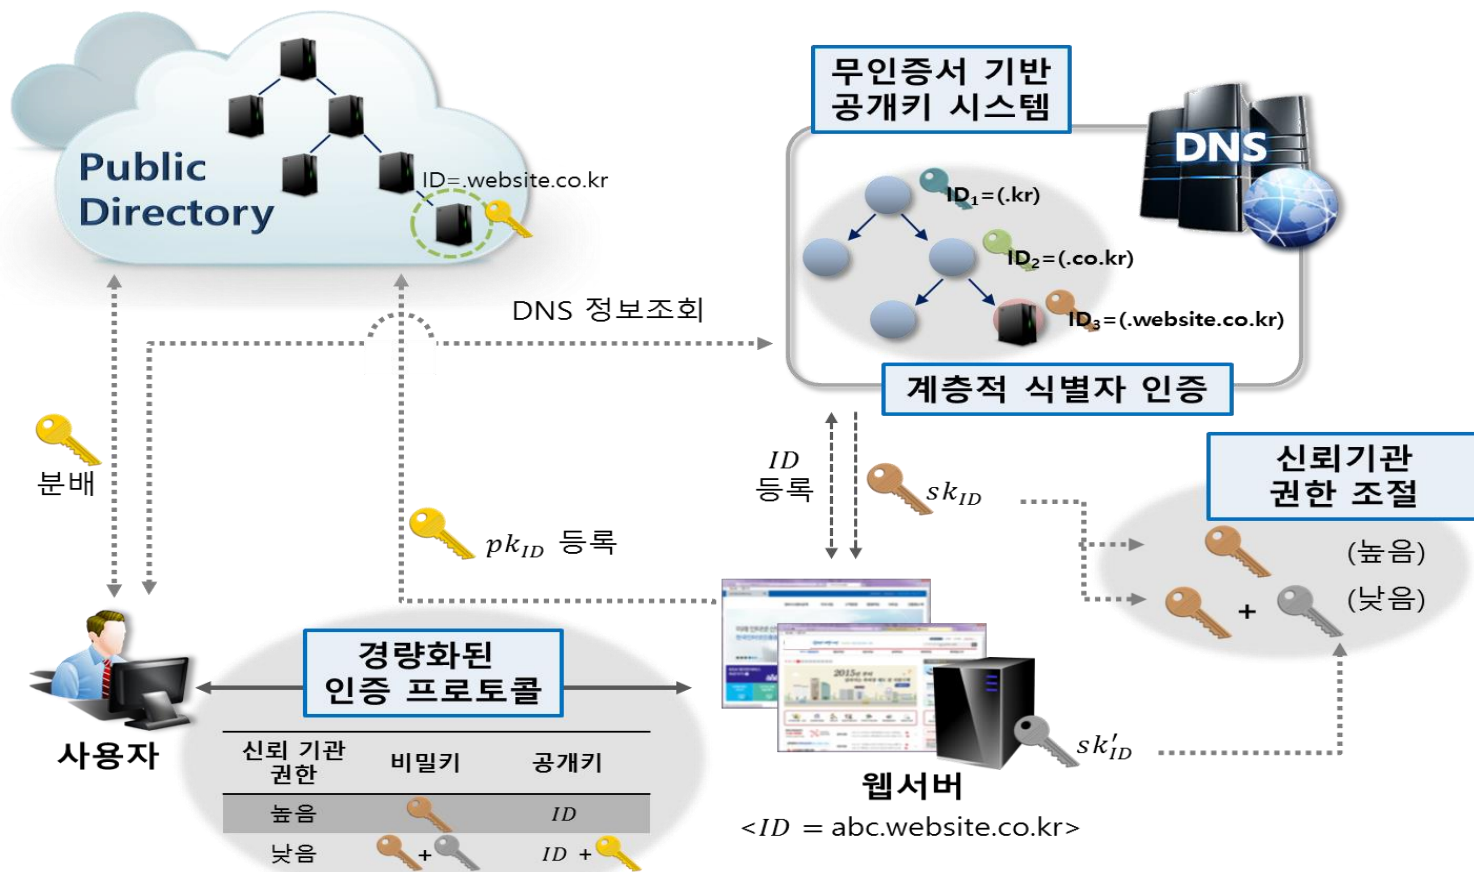 Public
Directory
ID=.website.co.kr
무인증서 기반
공개키 시스템
DNS
ID₁=(.kr)
ID₂=(.co.kr)
ID₃=(.website.co.kr)
계층적 식별자 인증
DNS 정보조회
분배
pk_ID 등록
ID
등록
sk_ID
신뢰기관
권한 조절
(높음)
+ (낮음)
사용자
경량화된
인증 프로토콜
신뢰 기관
권한 비밀키 공개키
높음 ID
낮음 + ID +
2015년
sk′_ID
웹서버
<ID = abc.website.co.kr>